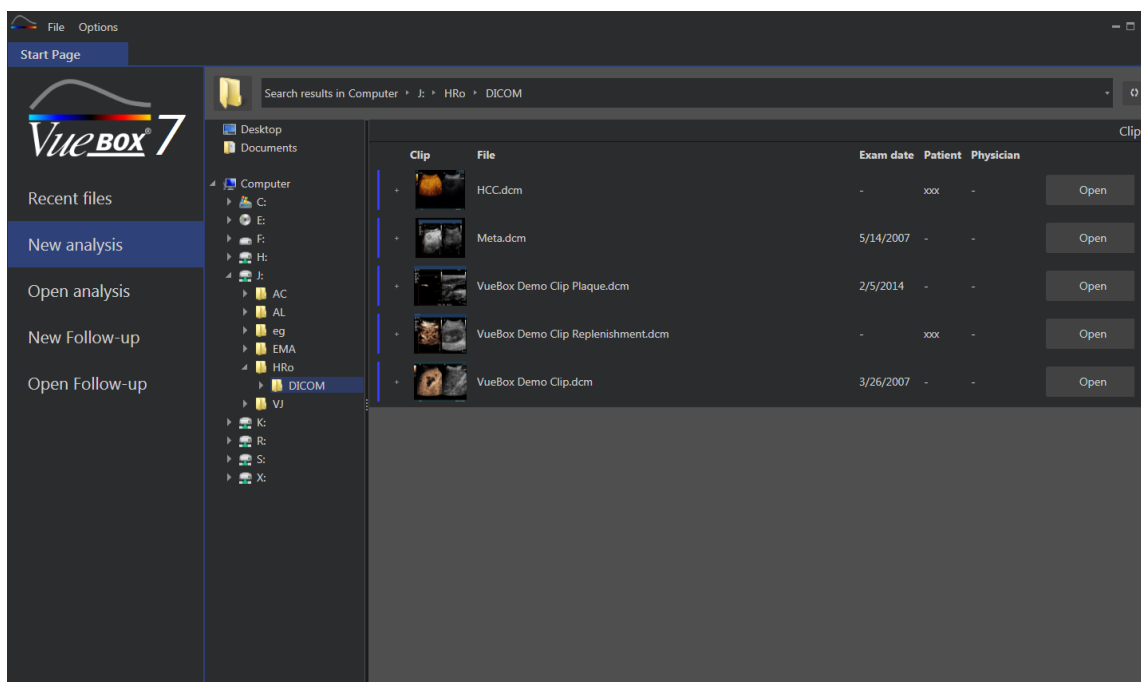 File Options
Start Page
VUEBOX® 7
Recent files
New analysis
Open analysis
New Follow-up
Open Follow-up
Search results in Computer J: HRo DICOM
Desktop
Documents
Computer
C:
E:
F:
H:
J:
AC
AL
eg
EMA
HRo
DICOM
VJ
K:
R:
S:
X:
Clip
Clip File Exam date Patient Physician
+ HCC.dcm - xxx - Open
+ Meta.dcm 5/14/2007 - - Open
+ VueBox Demo Clip Plaque.dcm 2/5/2014 - - Open
+ VueBox Demo Clip Replenishment.dcm - xxx - Open
+ VueBox Demo Clip.dcm 3/26/2007 - - Open